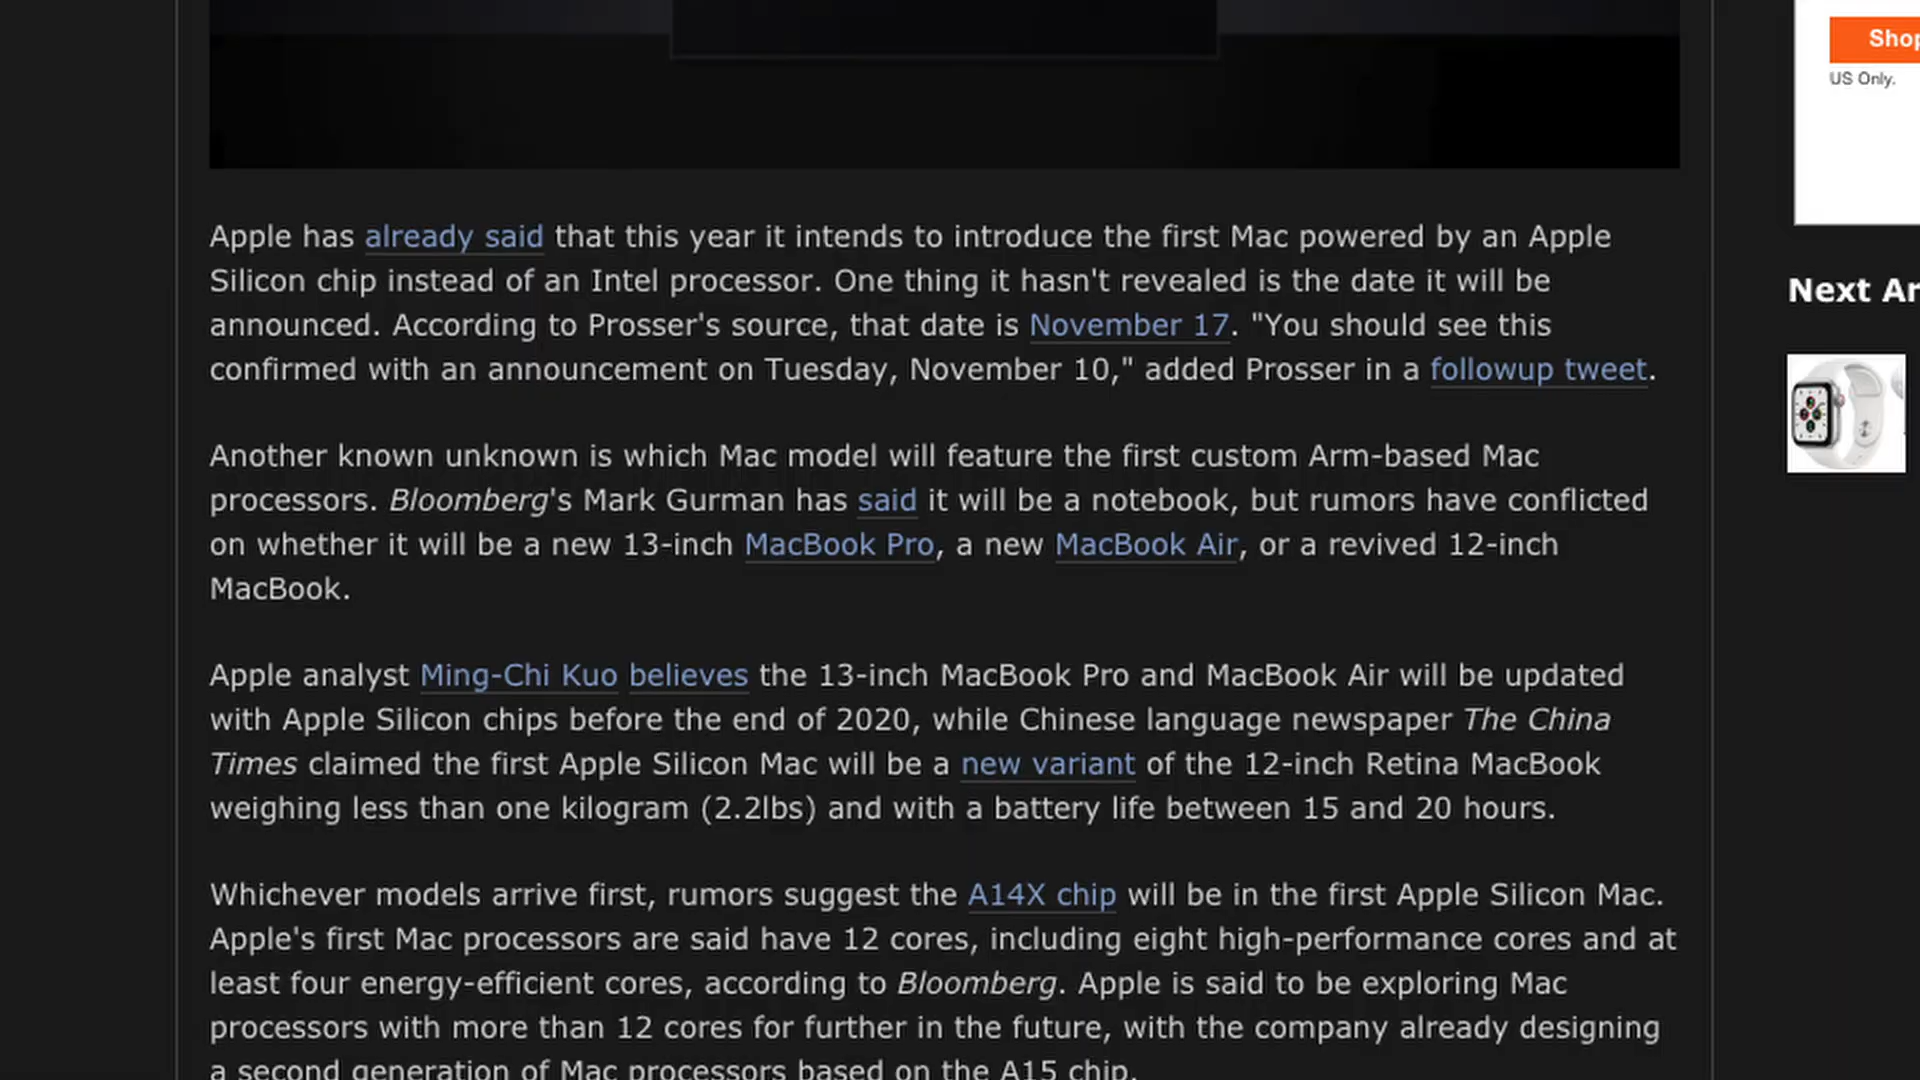 Shop
US Only.
Apple has already said that this year it intends to introduce the first Mac powered by an Apple
Silicon chip instead of an Intel processor. One thing it hasn't revealed is the date it will be
announced. According to Prosser's source, that date is November 17. "You should see this
confirmed with an announcement on Tuesday, November 10," added Prosser in a followup tweet.
Next Ar
Another known unknown is which Mac model will feature the first custom Arm-based Mac
processors. Bloomberg's Mark Gurman has said it will be a notebook, but rumors have conflicted
on whether it will be a new 13-inch MacBook Pro, a new MacBook Air, or a revived 12-inch
MacBook.
Apple analyst Ming-Chi Kuo believes the 13-inch MacBook Pro and MacBook Air will be updated
with Apple Silicon chips before the end of 2020, while Chinese language newspaper The China
Times claimed the first Apple Silicon Mac will be a new variant of the 12-inch Retina MacBook
weighing less than one kilogram (2.2lbs) and with a battery life between 15 and 20 hours.
Whichever models arrive first, rumors suggest the A14X chip will be in the first Apple Silicon Mac.
Apple's first Mac processors are said have 12 cores, including eight high-performance cores and at
least four energy-efficient cores, according to Bloomberg. Apple is said to be exploring Mac
processors with more than 12 cores for further in the future, with the company already designing
a second generation of Mac processors based on the A15 chip.